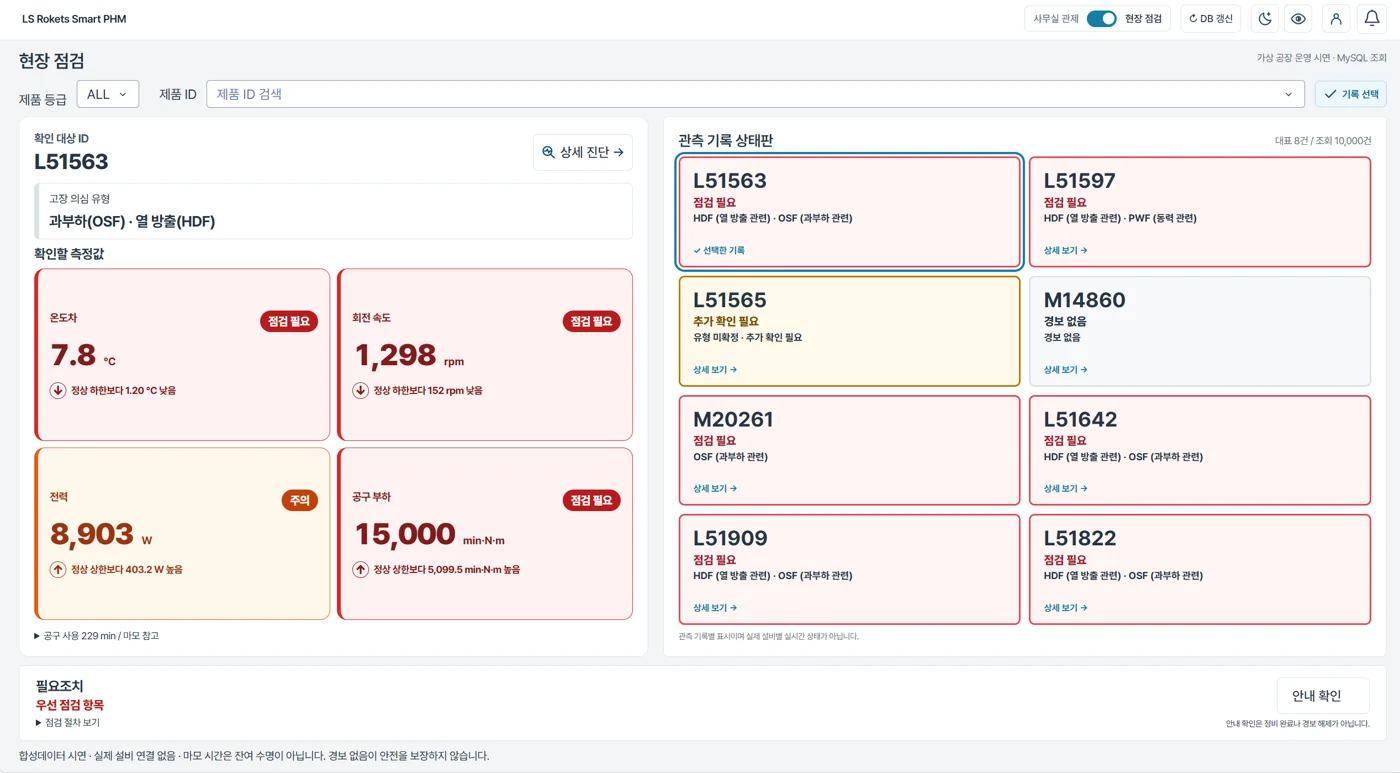 LS Rokets Smart PHM
사무실 관제 현장 점검
DB 갱신
현장 점검
가상 공장 운영 시연 · MySQL 조회
제품 등급 ALL 제품 ID 제품 ID 검색 기록 선택
확인 대상 ID
L51563
상세 진단 →
고장 의심 유형
과부하(OSF) · 열 방출(HDF)
확인할 측정값
온도차
점검 필요
7.8 °C
정상 하한보다 1.20 °C 낮음
회전 속도
점검 필요
1,298 rpm
정상 하한보다 152 rpm 낮음
전력
주의
8,903 W
정상 상한보다 403.2 W 높음
공구 부하
점검 필요
15,000 min·N·m
정상 상한보다 5,099.5 min·N·m 높음
▶ 공구 사용 229 min / 마모 참고
관측 기록 상태판
대표 8건 / 조회 10,000건
L51563
점검 필요
HDF (열 방출 관련) · OSF (과부하 관련)
✓ 선택한 기록
L51597
점검 필요
HDF (열 방출 관련) · PWF (동력 관련)
상세 보기 →
L51565
추가 확인 필요
유형 미확정 · 추가 확인 필요
상세 보기 →
M14860
경보 없음
경보 없음
상세 보기 →
M20261
점검 필요
OSF (과부하 관련)
상세 보기 →
L51642
점검 필요
HDF (열 방출 관련) · OSF (과부하 관련)
상세 보기 →
L51909
점검 필요
HDF (열 방출 관련) · OSF (과부하 관련)
상세 보기 →
L51822
점검 필요
HDF (열 방출 관련) · OSF (과부하 관련)
상세 보기 →
관측 기록별 표시이며 실제 설비별 실시간 상태가 아닙니다.
필요조치
우선 점검 항목
▶ 점검 절차 보기
안내 확인
안내 확인은 정비 완료나 경보 해제가 아닙니다.
합성데이터 시연 · 실제 설비 연결 없음 · 마모 시간은 잔여 수명이 아닙니다. 경보 없음이 안전을 보장하지 않습니다.